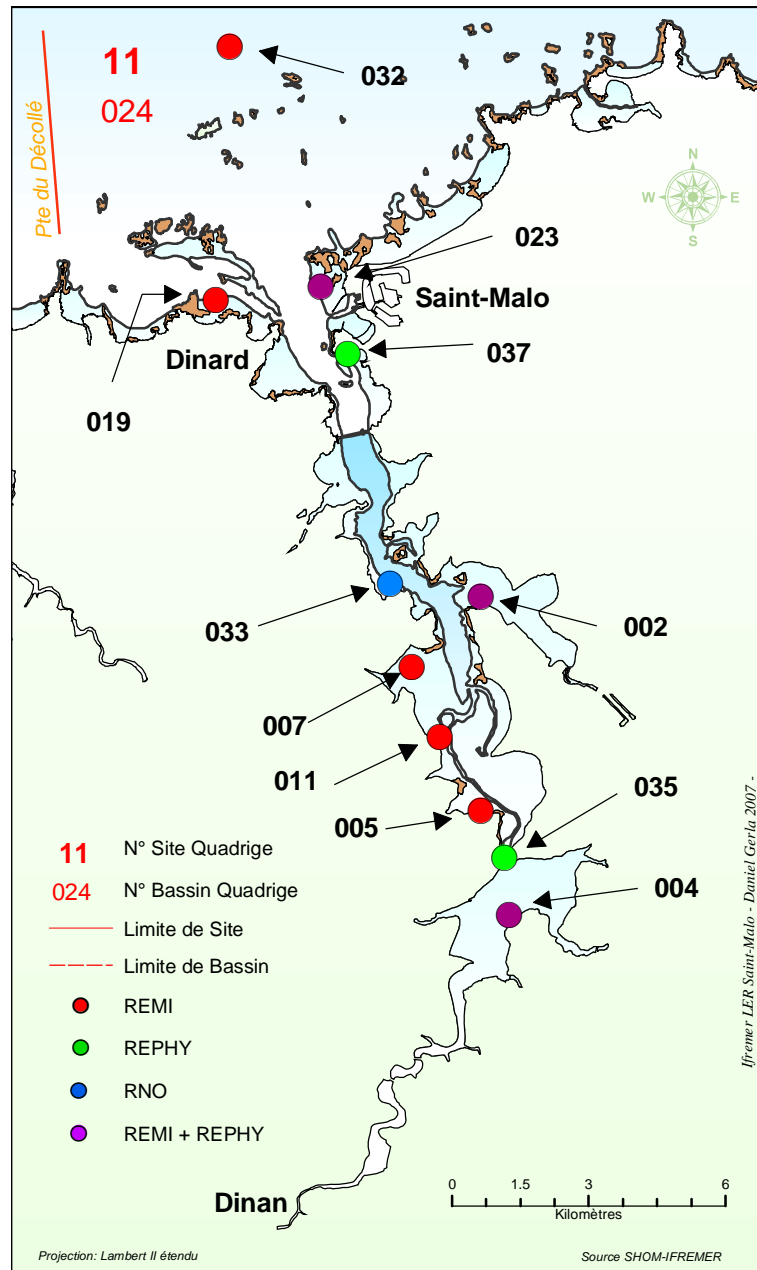 11
032
024
Pte du Décollé
N
W E
S
023
Saint-Malo
037
Dinard
019
033
002
007
011
035
005
004
11 N° Site Quadrige
024 N° Bassin Quadrige
Limite de Site
Limite de Bassin
REMI
REPHY
RNO
REMI + REPHY
Ifremer LER Saint-Malo - Daniel Gerla 2007 -
Dinan
0 1.5 3 6
Kilomètres
Projection: Lambert II étendu
Source SHOM-IFREMER